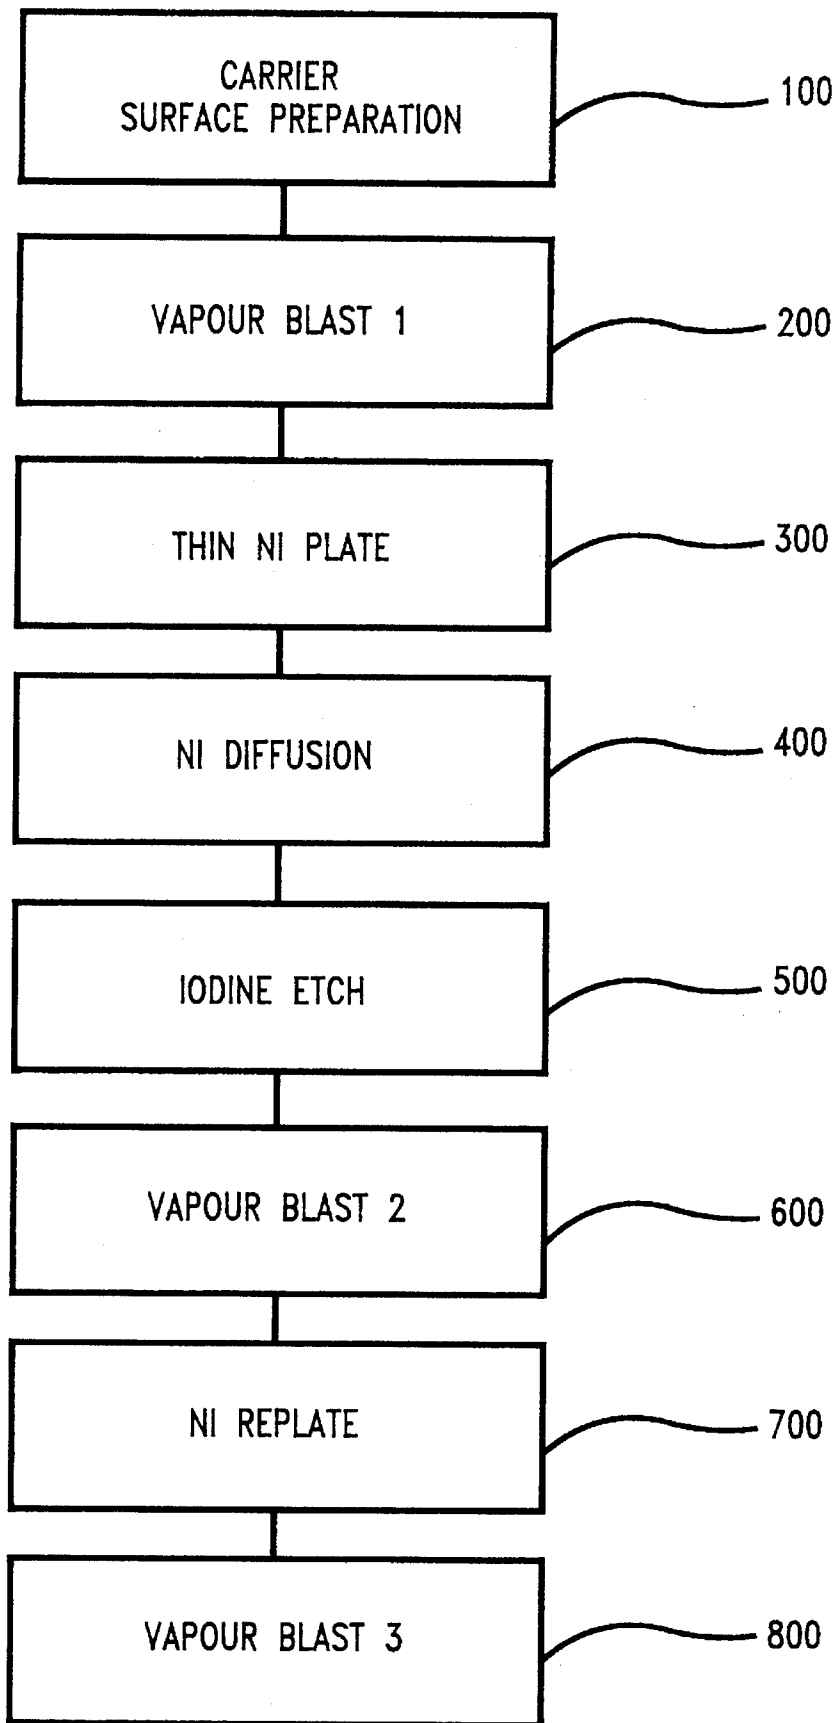 CARRIER
SURFACE PREPARATION
100
VAPOUR BLAST 1
200
THIN NI PLATE
300
NI DIFFUSION
400
IODINE ETCH
500
VAPOUR BLAST 2
600
NI REPLATE
700
VAPOUR BLAST 3
800